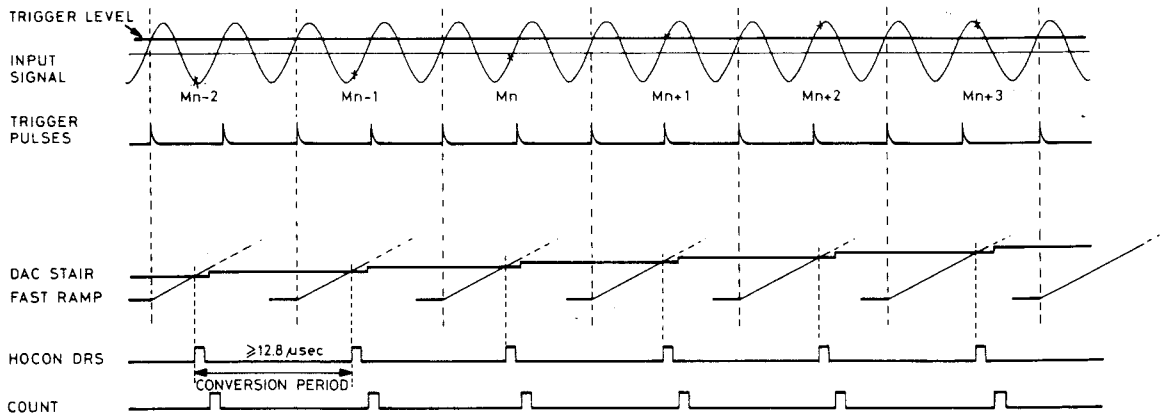 TRIGGER LEVEL
INPUT
SIGNAL
Mn-2 Mn-1 Mn Mn+1 Mn+2 Mn+3
TRIGGER
PULSES
DAC STAIR
FAST RAMP
HOCON DRS
⩾12.8 µsec
CONVERSION PERIOD
COUNT